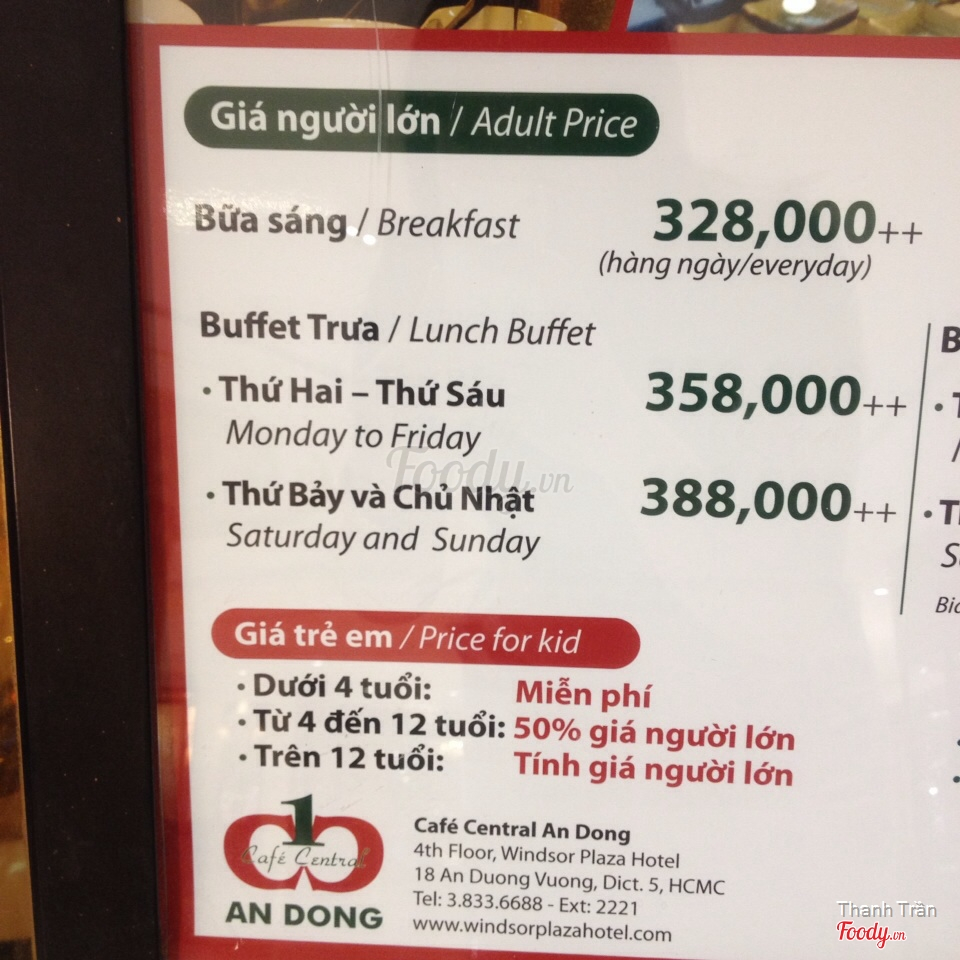 Giá người lớn / Adult Price
Bữa sáng / Breakfast 328,000++
(hàng ngày/everyday)
Buffet Trưa / Lunch Buffet
• Thứ Hai – Thứ Sáu 358,000++
Monday to Friday
• Thứ Bảy và Chủ Nhật 388,000++
Saturday and Sunday
Giá trẻ em / Price for kid
• Dưới 4 tuổi: Miễn phí
• Từ 4 đến 12 tuổi: 50% giá người lớn
• Trên 12 tuổi: Tính giá người lớn
1
Café Central
AN DONG
Café Central An Dong
4th Floor, Windsor Plaza Hotel
18 An Duong Vuong, Dict. 5, HCMC
Tel: 3.833.6688 - Ext: 2221
www.windsorplazahotel.com
Foody.vn
Thanh Trần
Foody.vn